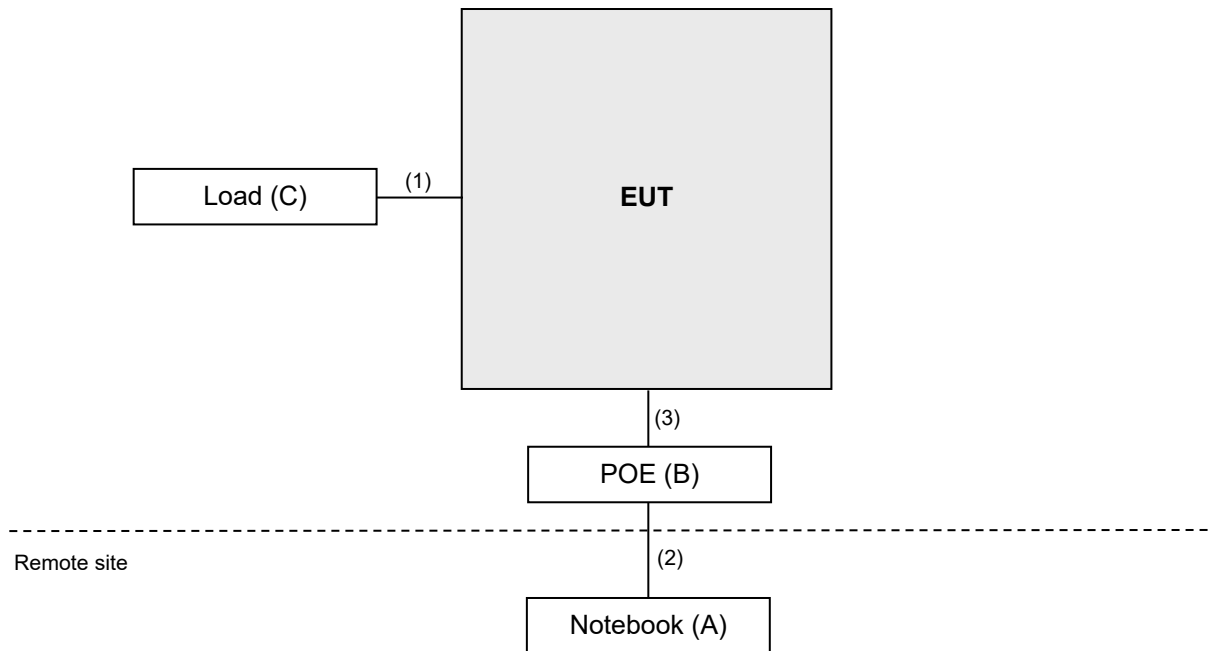 Load (C)
(1)
EUT
(3)
POE (B)
Remote site
(2)
Notebook (A)